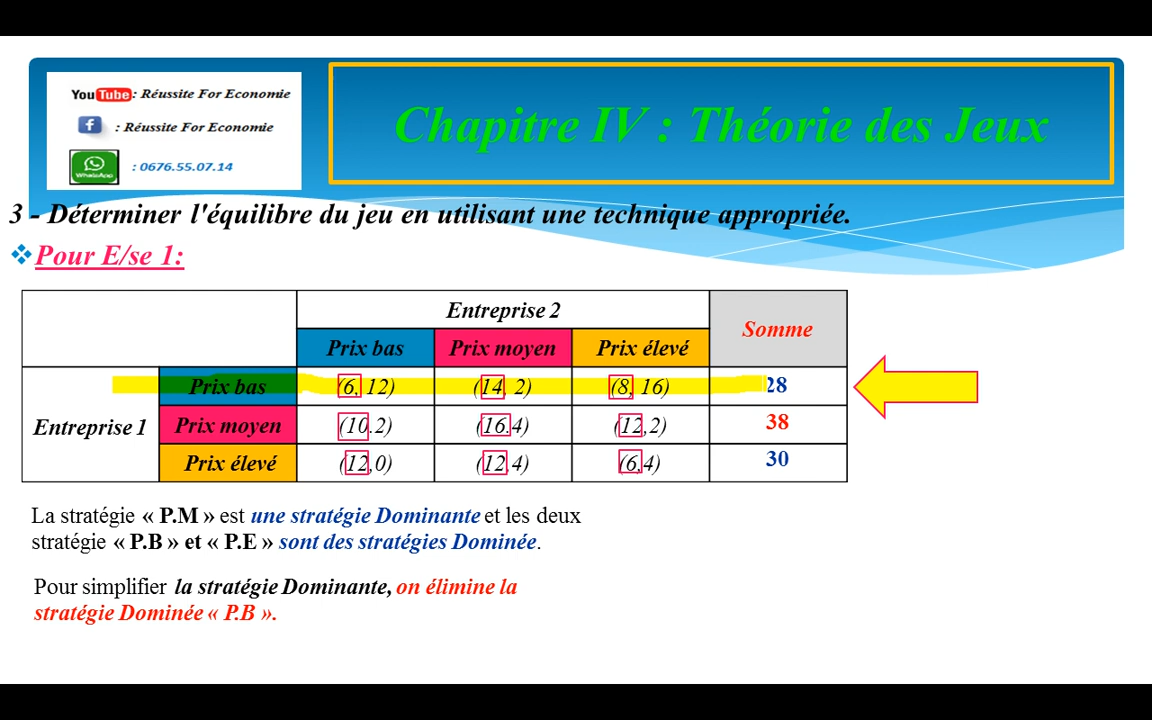 YouTube : Réussite For Economie
f : Réussite For Economie
WhatsApp : 0676.55.07.14
Chapitre IV : Théorie des Jeux
3 - Déterminer l'équilibre du jeu en utilisant une technique appropriée.
Pour E/se 1:
Entreprise 2
Somme
Prix bas Prix moyen Prix élevé
Prix bas (6, 12) (14, 2) (8, 16) 28
Entreprise 1
Prix moyen (10.2) (16.4) (12,2) 38
Prix élevé (12,0) (12,4) (6,4) 30
La stratégie « P.M » est une stratégie Dominante et les deux
stratégie « P.B » et « P.E » sont des stratégies Dominée.
Pour simplifier la stratégie Dominante, on élimine la
stratégie Dominée « P.B ».